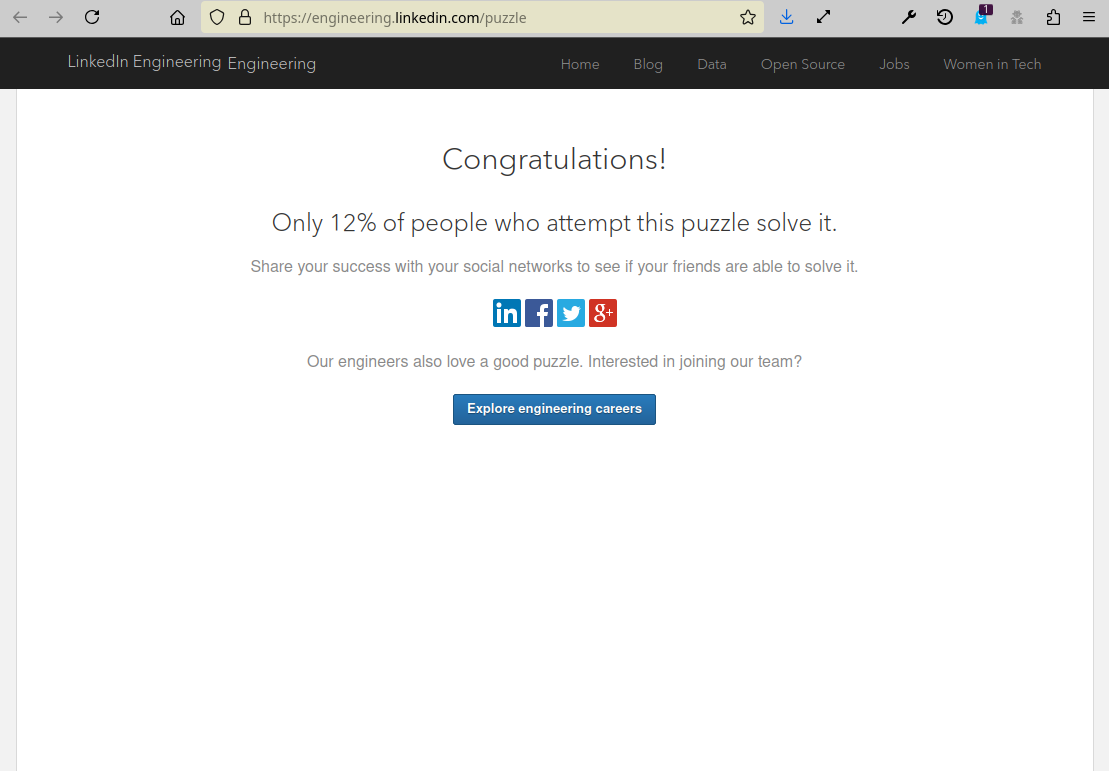 https://engineering.linkedin.com/puzzle
1
LinkedIn Engineering Engineering Home Blog Data Open Source Jobs Women in Tech
Congratulations!
Only 12% of people who attempt this puzzle solve it.
Share your success with your social networks to see if your friends are able to solve it.
in f g+
Our engineers also love a good puzzle. Interested in joining our team?
Explore engineering careers